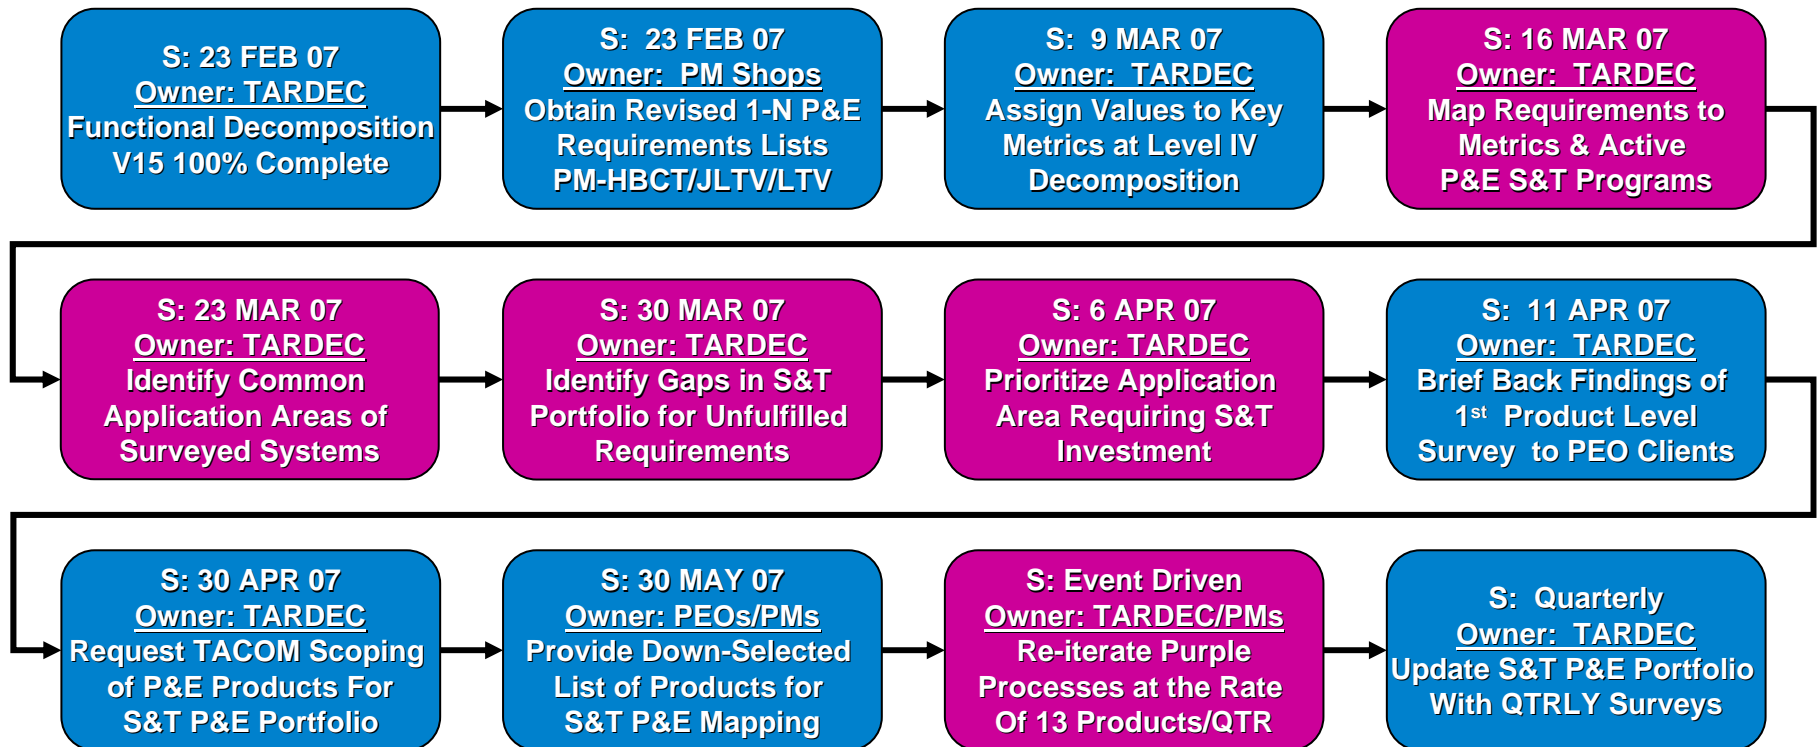 S: 23 FEB 07
Owner: TARDEC
Functional Decomposition
V15 100% Complete
S: 23 FEB 07
Owner: PM Shops
Obtain Revised 1-N P&E
Requirements Lists
PM-HBCT/JLTV/LTV
S: 9 MAR 07
Owner: TARDEC
Assign Values to Key
Metrics at Level IV
Decomposition
S: 16 MAR 07
Owner: TARDEC
Map Requirements to
Metrics & Active
P&E S&T Programs
S: 23 MAR 07
Owner: TARDEC
Identify Common
Application Areas of
Surveyed Systems
S: 30 MAR 07
Owner: TARDEC
Identify Gaps in S&T
Portfolio for Unfulfilled
Requirements
S: 6 APR 07
Owner: TARDEC
Prioritize Application
Area Requiring S&T
Investment
S: 11 APR 07
Owner: TARDEC
Brief Back Findings of
1st Product Level
Survey to PEO Clients
S: 30 APR 07
Owner: TARDEC
Request TACOM Scoping
of P&E Products For
S&T P&E Portfolio
S: 30 MAY 07
Owner: PEOs/PMs
Provide Down-Selected
List of Products for
S&T P&E Mapping
S: Event Driven
Owner: TARDEC/PMs
Re-iterate Purple
Processes at the Rate
Of 13 Products/QTR
S: Quarterly
Owner: TARDEC
Update S&T P&E Portfolio
With QTRLY Surveys